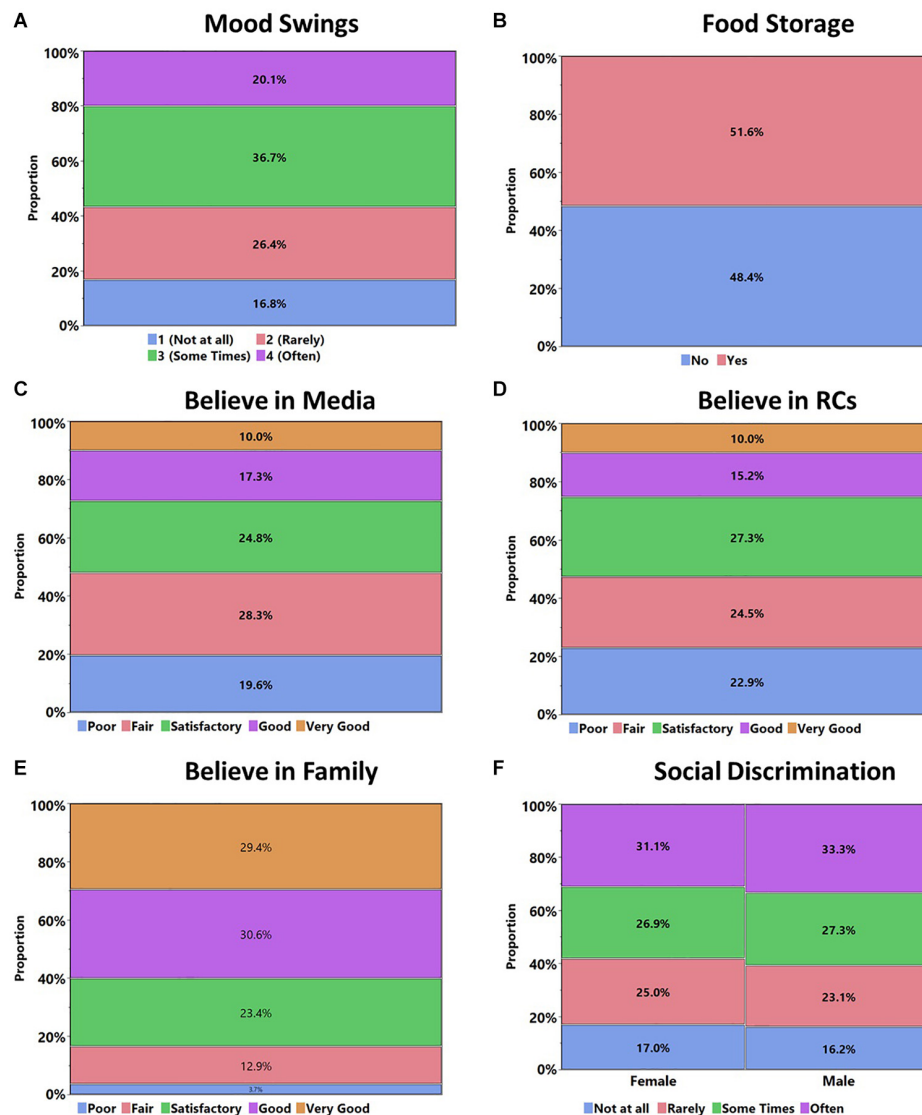 A
Mood Swings
100%
80%
60%
40%
20%
0%
Proportion
20.1%
36.7%
26.4%
16.8%
1 (Not at all) 2 (Rarely)
3 (Some Times) 4 (Often)
B
Food Storage
100%
80%
60%
40%
20%
0%
Proportion
51.6%
48.4%
No Yes
C
Believe in Media
100%
80%
60%
40%
20%
0%
Proportion
10.0%
17.3%
24.8%
28.3%
19.6%
Poor Fair Satisfactory Good Very Good
D
Believe in RCs
100%
80%
60%
40%
20%
0%
Proportion
10.0%
15.2%
27.3%
24.5%
22.9%
Poor Fair Satisfactory Good Very Good
E
Believe in Family
100%
80%
60%
40%
20%
0%
Proportion
29.4%
30.6%
23.4%
12.9%
3.7%
Poor Fair Satisfactory Good Very Good
F
Social Discrimination
100%
80%
60%
40%
20%
0%
Proportion
31.1% 33.3%
26.9% 27.3%
25.0% 23.1%
17.0% 16.2%
Female Male
Not at all Rarely Some Times Often